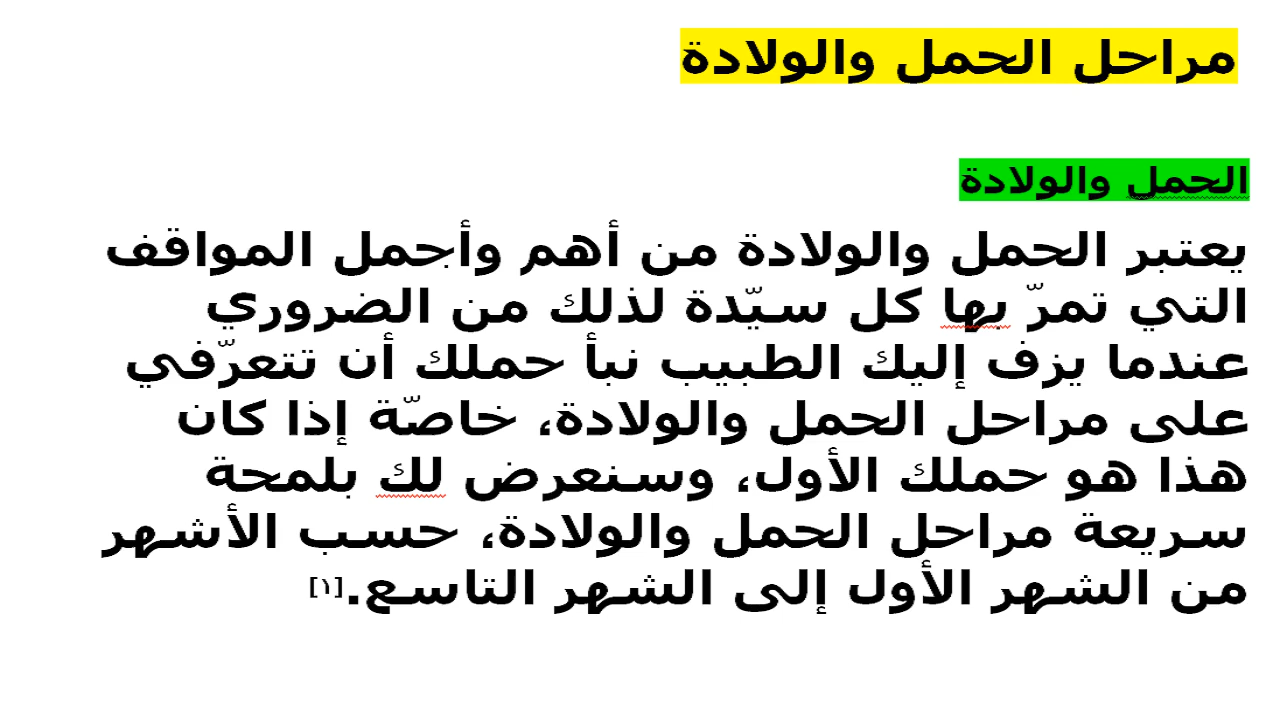 مراحل الحمل والولادة
الحمل والولادة
يعتبر الحمل والولادة من أهم وأجمل المواقف
التي تمرّ بها كل سيّدة لذلك من الضروري
عندما يزف إليك الطبيب نبأ حملك أن تتعرّفي
على مراحل الحمل والولادة، خاصّة إذا كان
هذا هو حملك الأول، وسنعرض لك بلمحة
سريعة مراحل الحمل والولادة، حسب الأشهر
من الشهر الأول إلى الشهر التاسع.[١]